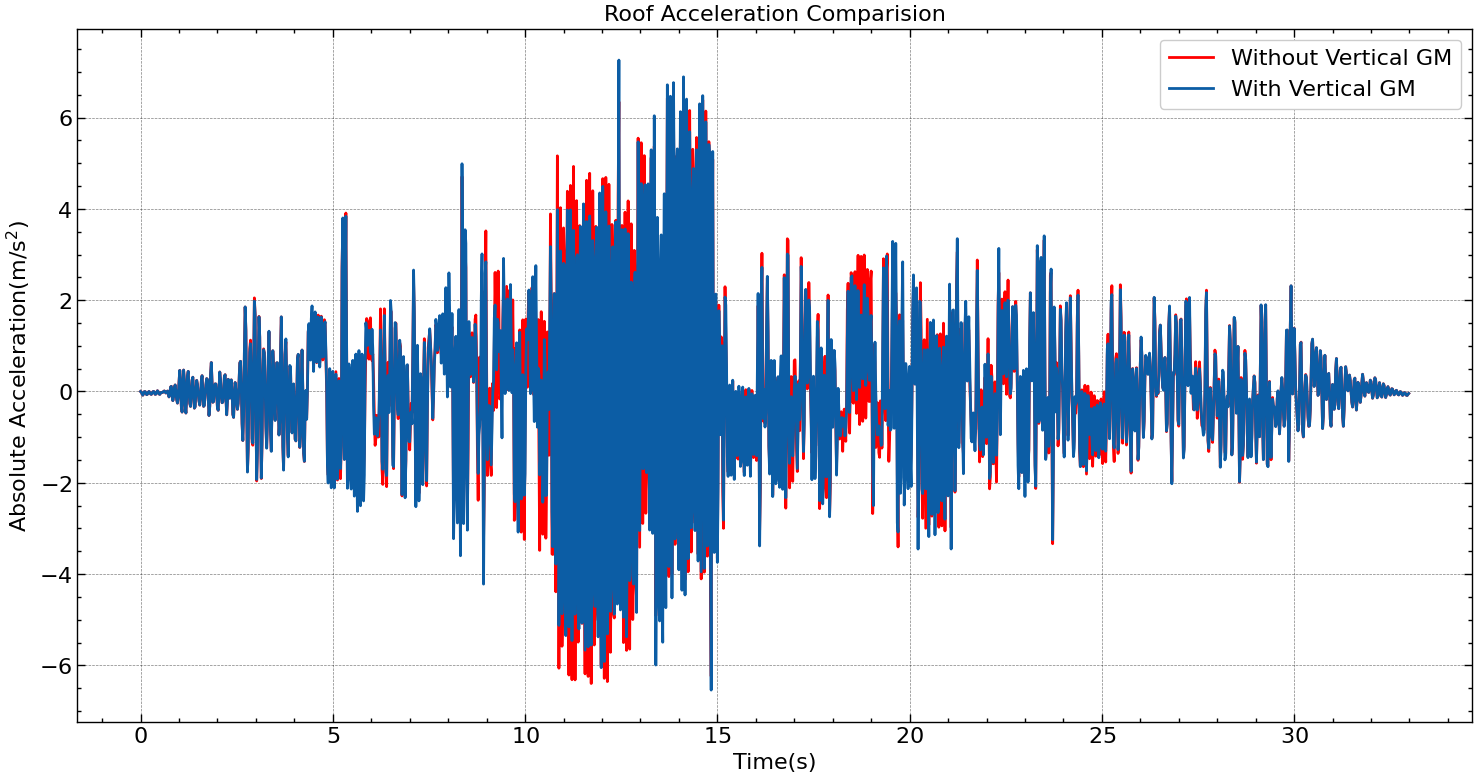 Roof Acceleration Comparision
Without Vertical GM
With Vertical GM
Absolute Acceleration(m/s²)
6
4
2
0
−2
−4
−6
0 5 10 15 20 25 30
Time(s)